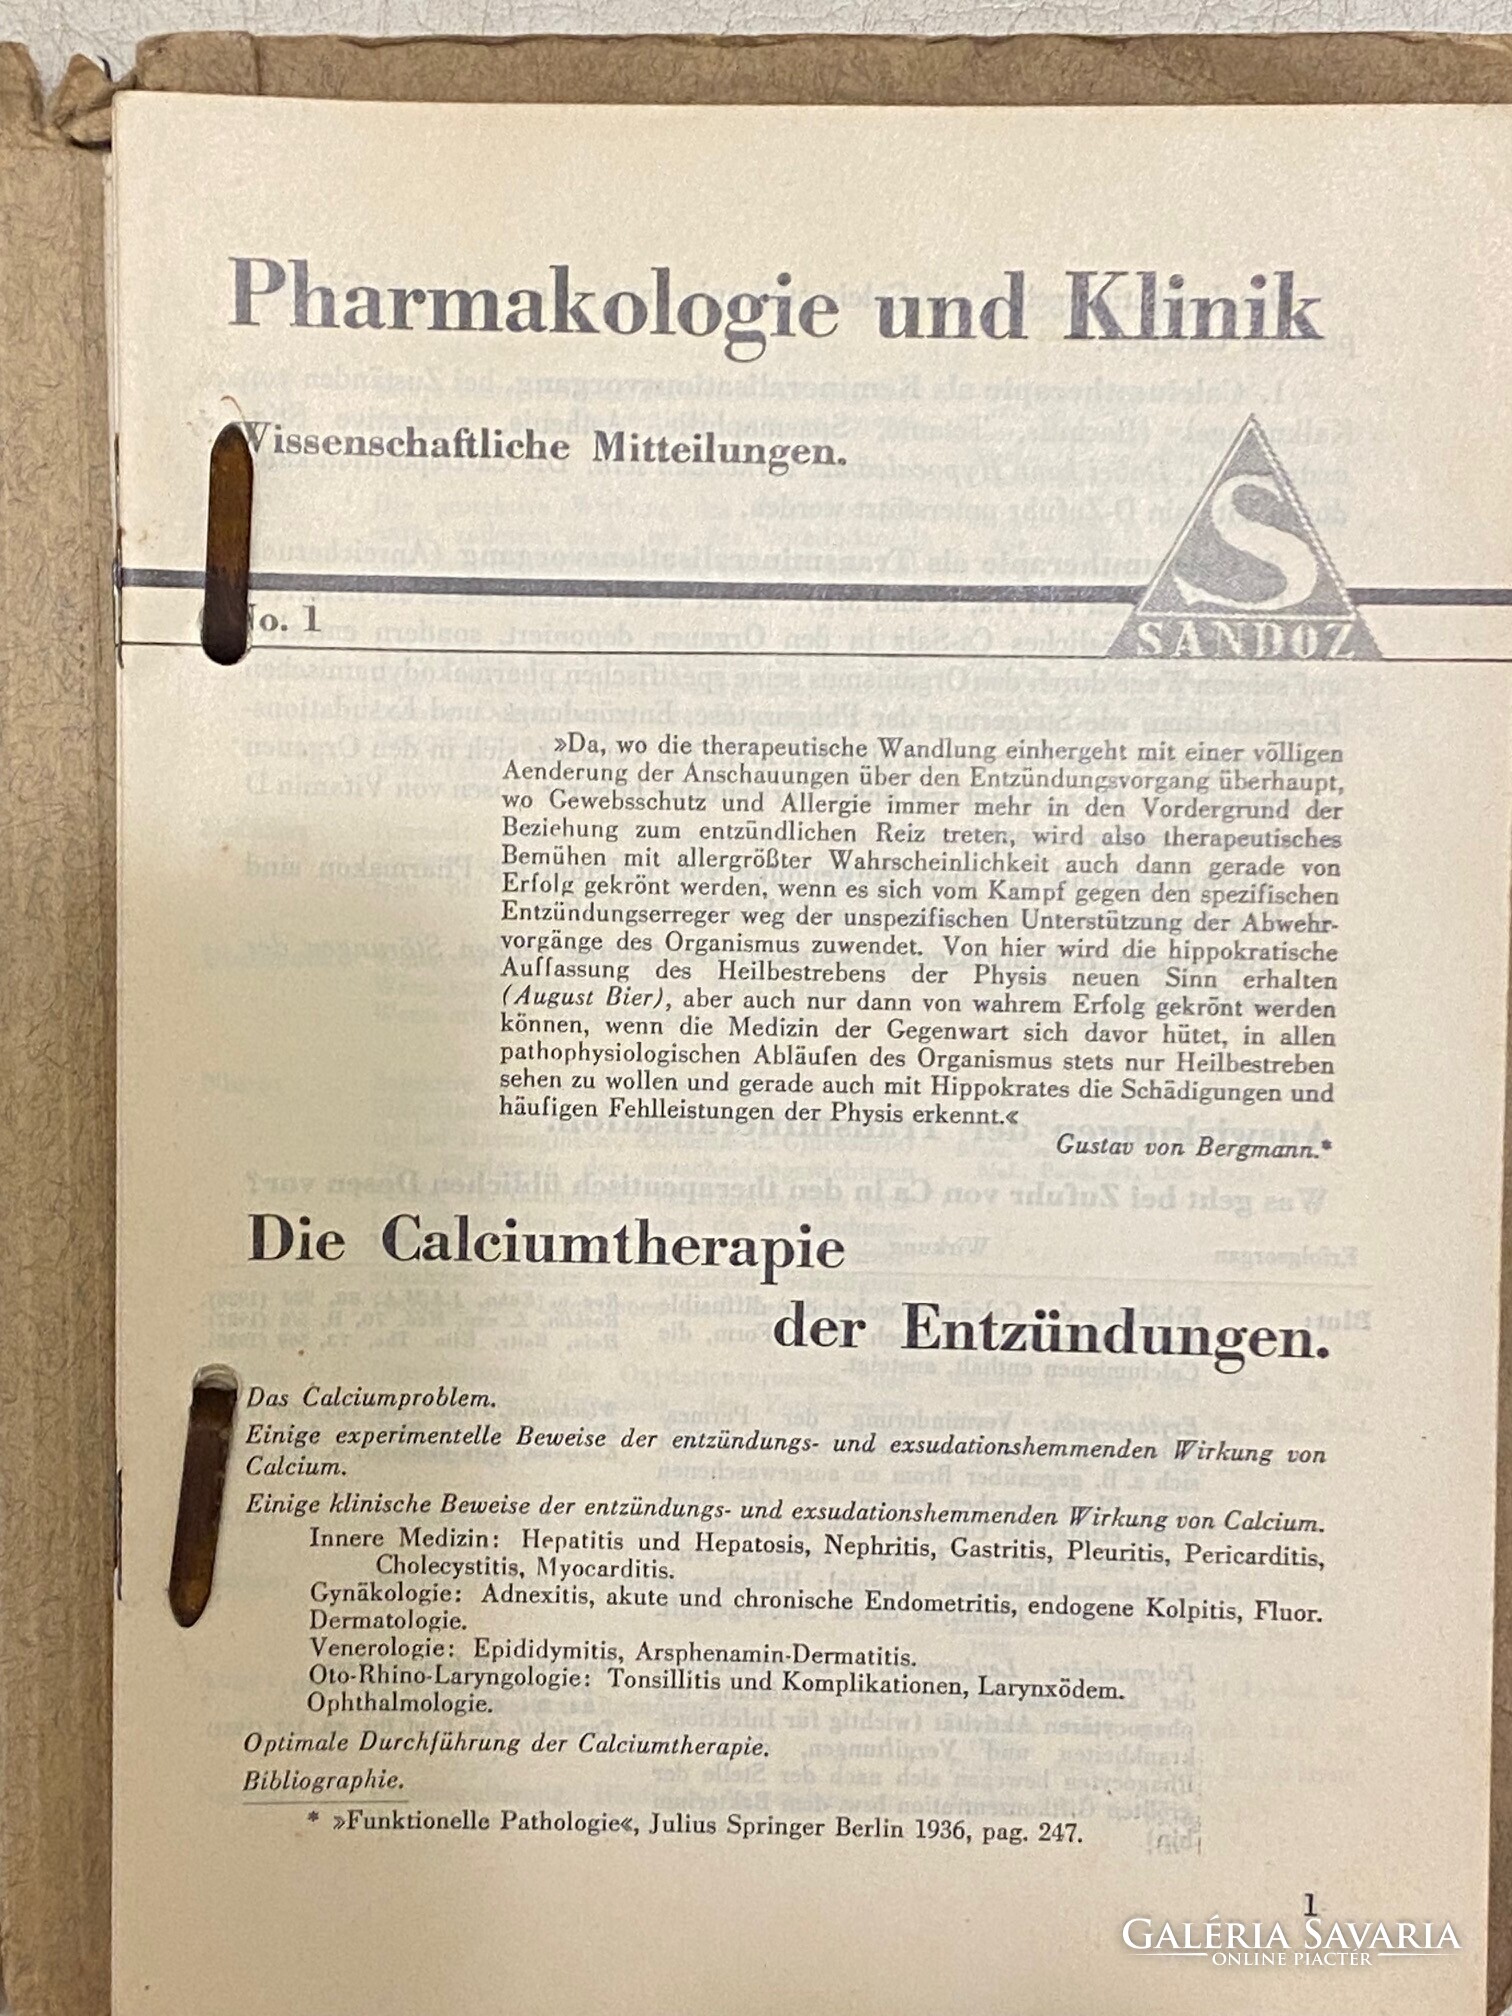 Pharmakologie und Klinik
Wissenschaftliche Mitteilungen.
No. 1
S
SANDOZ
»Da, wo die therapeutische Wandlung einhergeht mit einer völligen
Aenderung der Anschauungen über den Entzündungsvorgang überhaupt,
wo Gewebsschutz und Allergie immer mehr in den Vordergrund der
Beziehung zum entzündlichen Reiz treten, wird also therapeutisches
Bemühen mit allergrößter Wahrscheinlichkeit auch dann gerade von
Erfolg gekrönt werden, wenn es sich vom Kampf gegen den spezifischen
Entzündungserreger weg der unspezifischen Unterstützung der Abwehr-
vorgänge des Organismus zuwendet. Von hier wird die hippokratische
Auffassung des Heilbestrebens der Physis neuen Sinn erhalten
(August Bier), aber auch nur dann von wahrem Erfolg gekrönt werden
können, wenn die Medizin der Gegenwart sich davor hütet, in allen
pathophysiologischen Abläufen des Organismus stets nur Heilbestreben
sehen zu wollen und gerade auch mit Hippokrates die Schädigungen und
häufigen Fehlleistungen der Physis erkennt.«
Gustav von Bergmann.*
Die Calciumtherapie
der Entzündungen.
Das Calciumproblem.
Einige experimentelle Beweise der entzündungs- und exsudationshemmenden Wirkung von
Calcium.
Einige klinische Beweise der entzündungs- und exsudationshemmenden Wirkung von Calcium.
Innere Medizin: Hepatitis und Hepatosis, Nephritis, Gastritis, Pleuritis, Pericarditis,
Cholecystitis, Myocarditis.
Gynäkologie: Adnexitis, akute und chronische Endometritis, endogene Kolpitis, Fluor.
Dermatologie.
Venerologie: Epididymitis, Arsphenamin-Dermatitis.
Oto-Rhino-Laryngologie: Tonsillitis und Komplikationen, Larynxödem.
Ophthalmologie.
Optimale Durchführung der Calciumtherapie.
Bibliographie.
* »Funktionelle Pathologie«, Julius Springer Berlin 1936, pag. 247.
1
GALÉRIA SAVARIA
ONLINE PIACTÉR